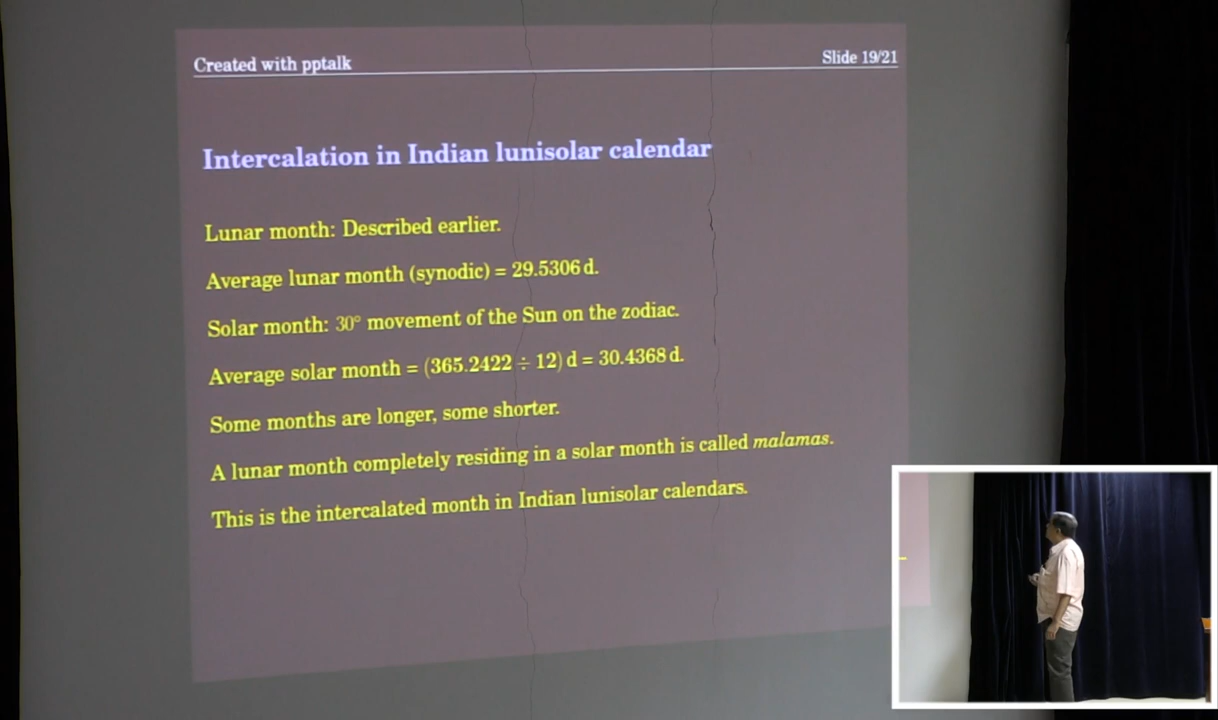 Created with pptalk
Slide 19/21
Intercalation in Indian lunisolar calendar
Lunar month: Described earlier.
Average lunar month (synodic) = 29.5306 d.
Solar month: 30° movement of the Sun on the zodiac.
Average solar month = (365.2422 ÷ 12) d = 30.4368 d.
Some months are longer, some shorter.
A lunar month completely residing in a solar month is called malamas.
This is the intercalated month in Indian lunisolar calendars.